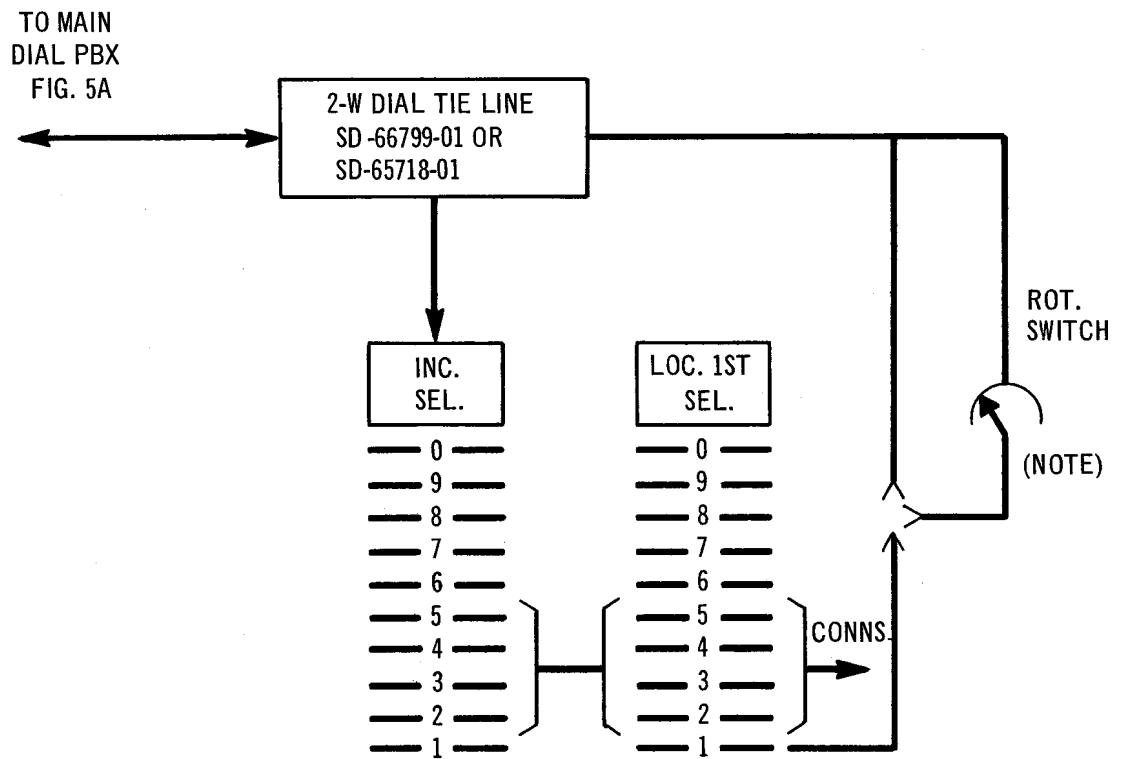 TO MAIN
DIAL PBX
FIG. 5A
2-W DIAL TIE LINE
SD-66799-01 OR
SD-65718-01
ROT.
SWITCH
(NOTE)
INC.
SEL.
0
9
8
7
6
5
4
3
2
1
LOC. 1ST
SEL.
0
9
8
7
6
5
4
3
2
1
CONNS.